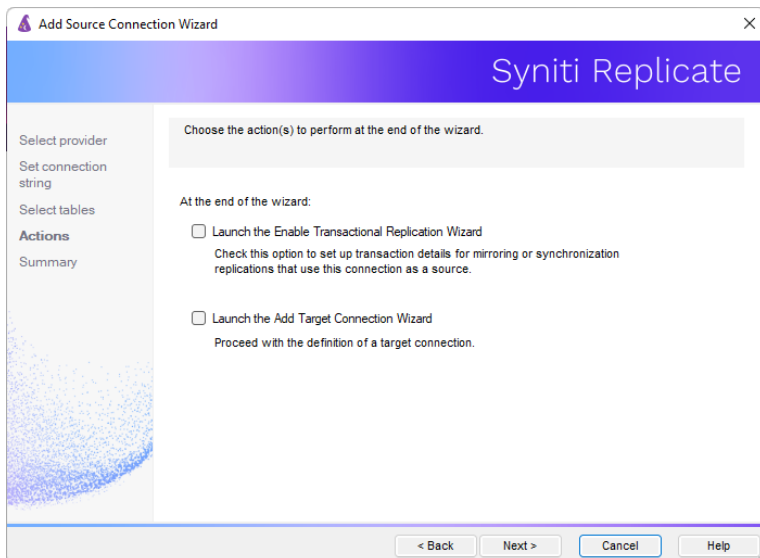 Add Source Connection Wizard
Syniti Replicate
Select provider
Set connection
string
Select tables
Actions
Summary
Choose the action(s) to perform at the end of the wizard.
At the end of the wizard:
Launch the Enable Transactional Replication Wizard
Check this option to set up transaction details for mirroring or synchronization
replications that use this connection as a source.
Launch the Add Target Connection Wizard
Proceed with the definition of a target connection.
< Back
Next >
Cancel
Help